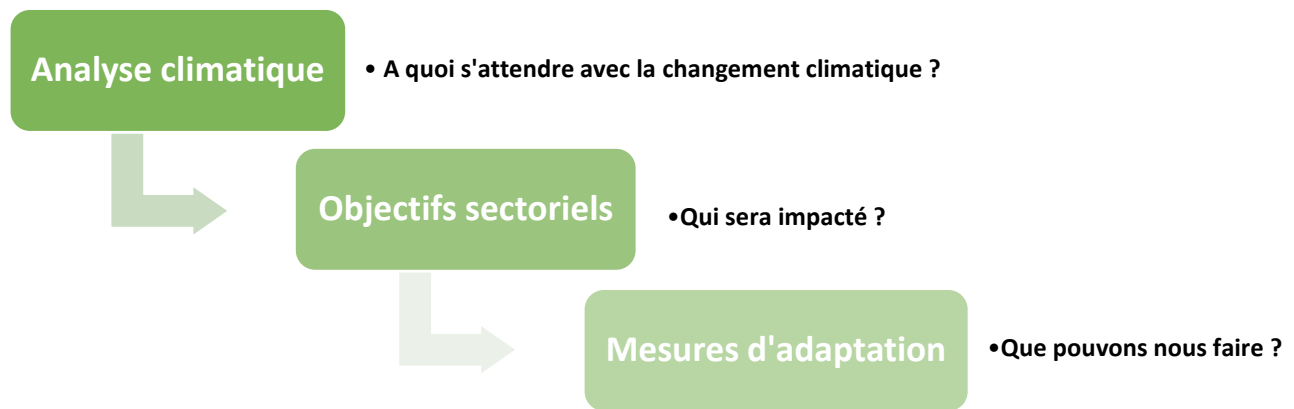 Analyse climatique
• A quoi s'attendre avec la changement climatique ?
Objectifs sectoriels
•Qui sera impacté ?
Mesures d'adaptation
•Que pouvons nous faire ?